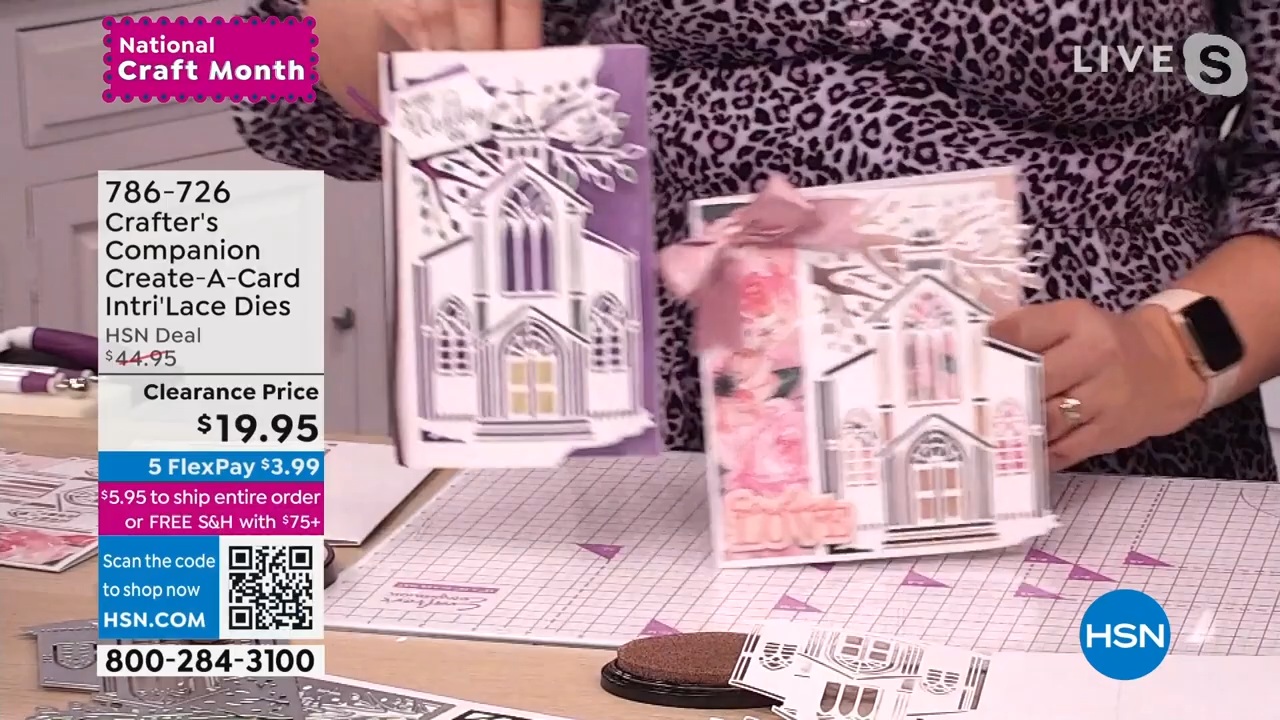 National
Craft Month
LIVE S
786-726
Crafter's
Companion
Create-A-Card
Intri'Lace Dies
HSN Deal
$44.95
Clearance Price
$19.95
5 FlexPay $3.99
$5.95 to ship entire order
or FREE S&H with $75+
Scan the code
to shop now
HSN.COM
800-284-3100
HSN